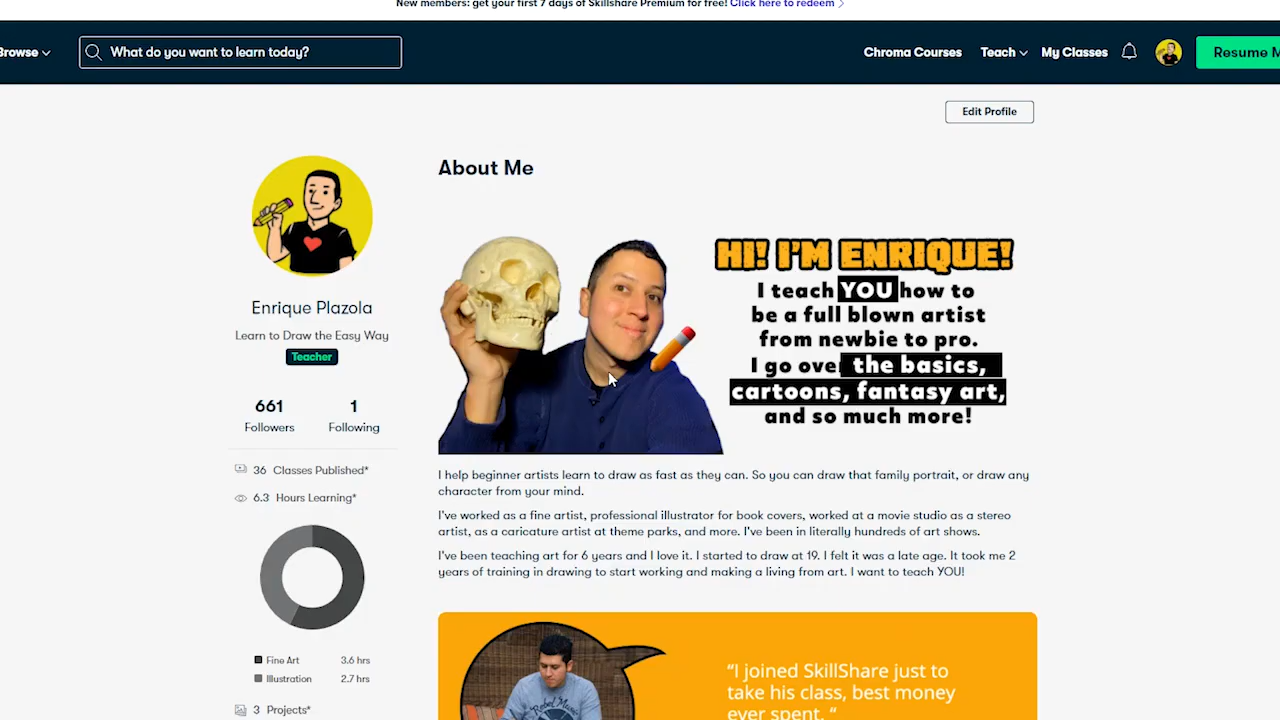 New members: get your first 7 days of Skillshare Premium for free! Click here to redeem
Browse
What do you want to learn today?
Chroma Courses
Teach
My Classes
Resume M
Edit Profile
About Me
HI! I'M ENRIQUE!
I teach YOU how to
be a full blown artist
from newbie to pro.
I go over the basics,
cartoons, fantasy art,
and so much more!
Enrique Plazola
Learn to Draw the Easy Way
Teacher
661
Followers
1
Following
36 Classes Published*
6.3 Hours Learning*
Fine Art 3.6 hrs
Illustration 2.7 hrs
3 Projects*
I help beginner artists learn to draw as fast as they can. So you can draw that family portrait, or draw any
character from your mind.
I've worked as a fine artist, professional illustrator for book covers, worked at a movie studio as a stereo
artist, as a caricature artist at theme parks, and more. I've been in literally hundreds of art shows.
I've been teaching art for 6 years and I love it. I started to draw at 19. I felt it was a late age. It took me 2
years of training in drawing to start working and making a living from art. I want to teach YOU!
"I joined SkillShare just to
take his class, best money
ever spent. "